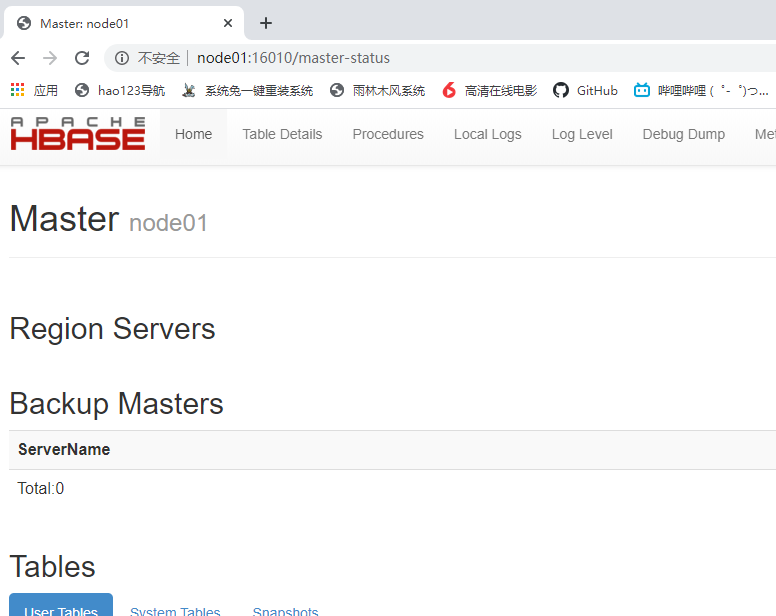 Master: node01
不安全 | node01:16010/master-status
应用 hao123导航 系统兔一键重装系统 雨林木风系统 高清在线电影 GitHub 哔哩哔哩 (゜-゜)つ...
APACHE
HBASE
Home Table Details Procedures Local Logs Log Level Debug Dump Met
Master node01
Region Servers
Backup Masters
ServerName
Total:0
Tables
User Tables System Tables Snapshots